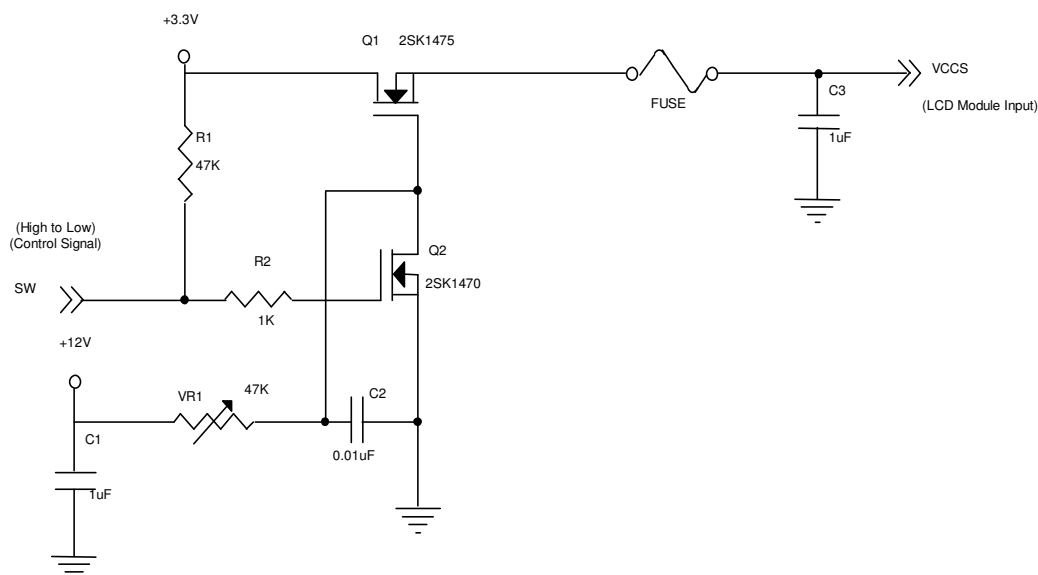 +3.3V
Q1 2SK1475
VCCS
FUSE
C3
(LCD Module Input)
R1
1uF
47K
(High to Low)
(Control Signal)
Q2
R2
2SK1470
SW
1K
+12V
VR1
47K
C2
C1
0.01uF
1uF